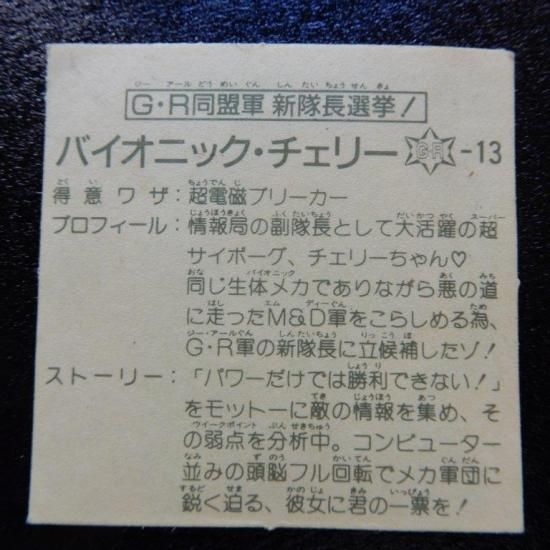 G・R同盟軍 新隊長選挙!
バイオニック・チェリー GR -13
得意ワザ:超電磁ブリーカー
プロフィール:情報局の副隊長として大活躍の超
サイボーグ、チェリーちゃん♡
同じ生体メカでありながら悪の道
に走ったM&D軍をこらしめる為、
G・R軍の新隊長に立候補したゾ!
ストーリー:「パワーだけでは勝利できない!」
をモットーに敵の情報を集め、そ
の弱点を分析中。コンピューター
並みの頭脳フル回転でメカ軍団に
鋭く迫る、彼女に君の一票を!